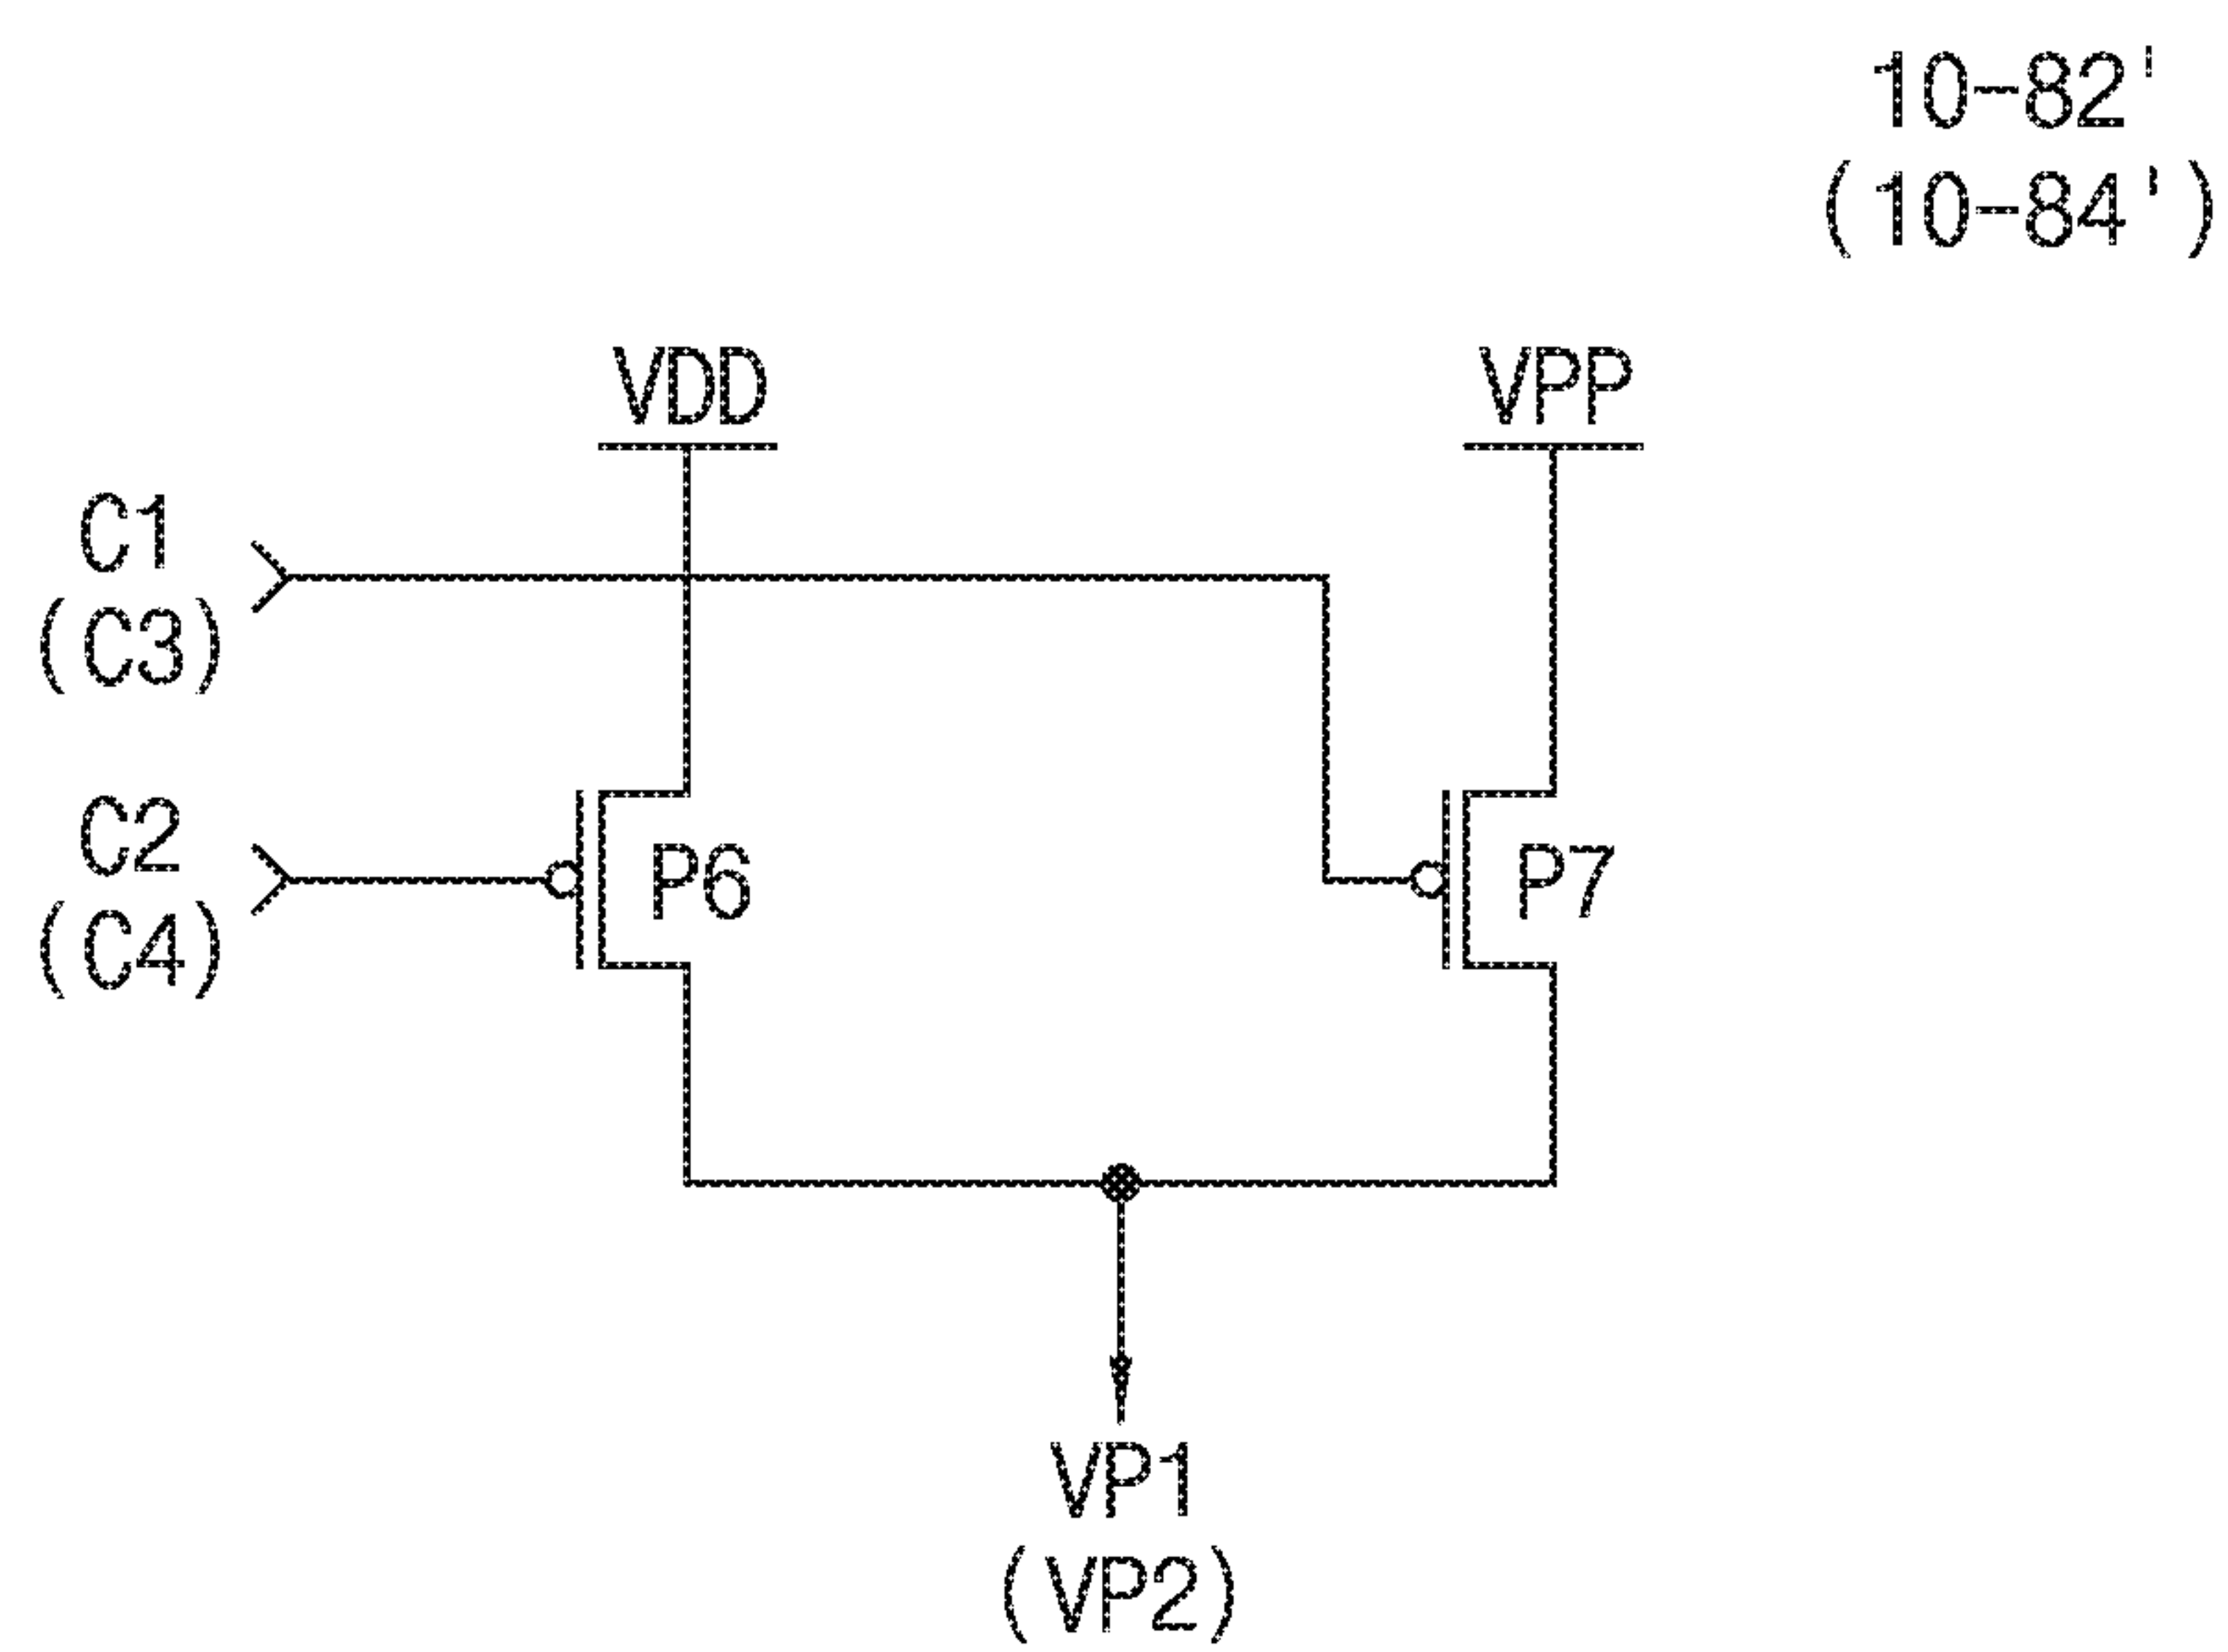 10-82'
(10-84')
VDD
VPP
C1
(C3)
C2
(C4)
P6
P7
VP1
(VP2)